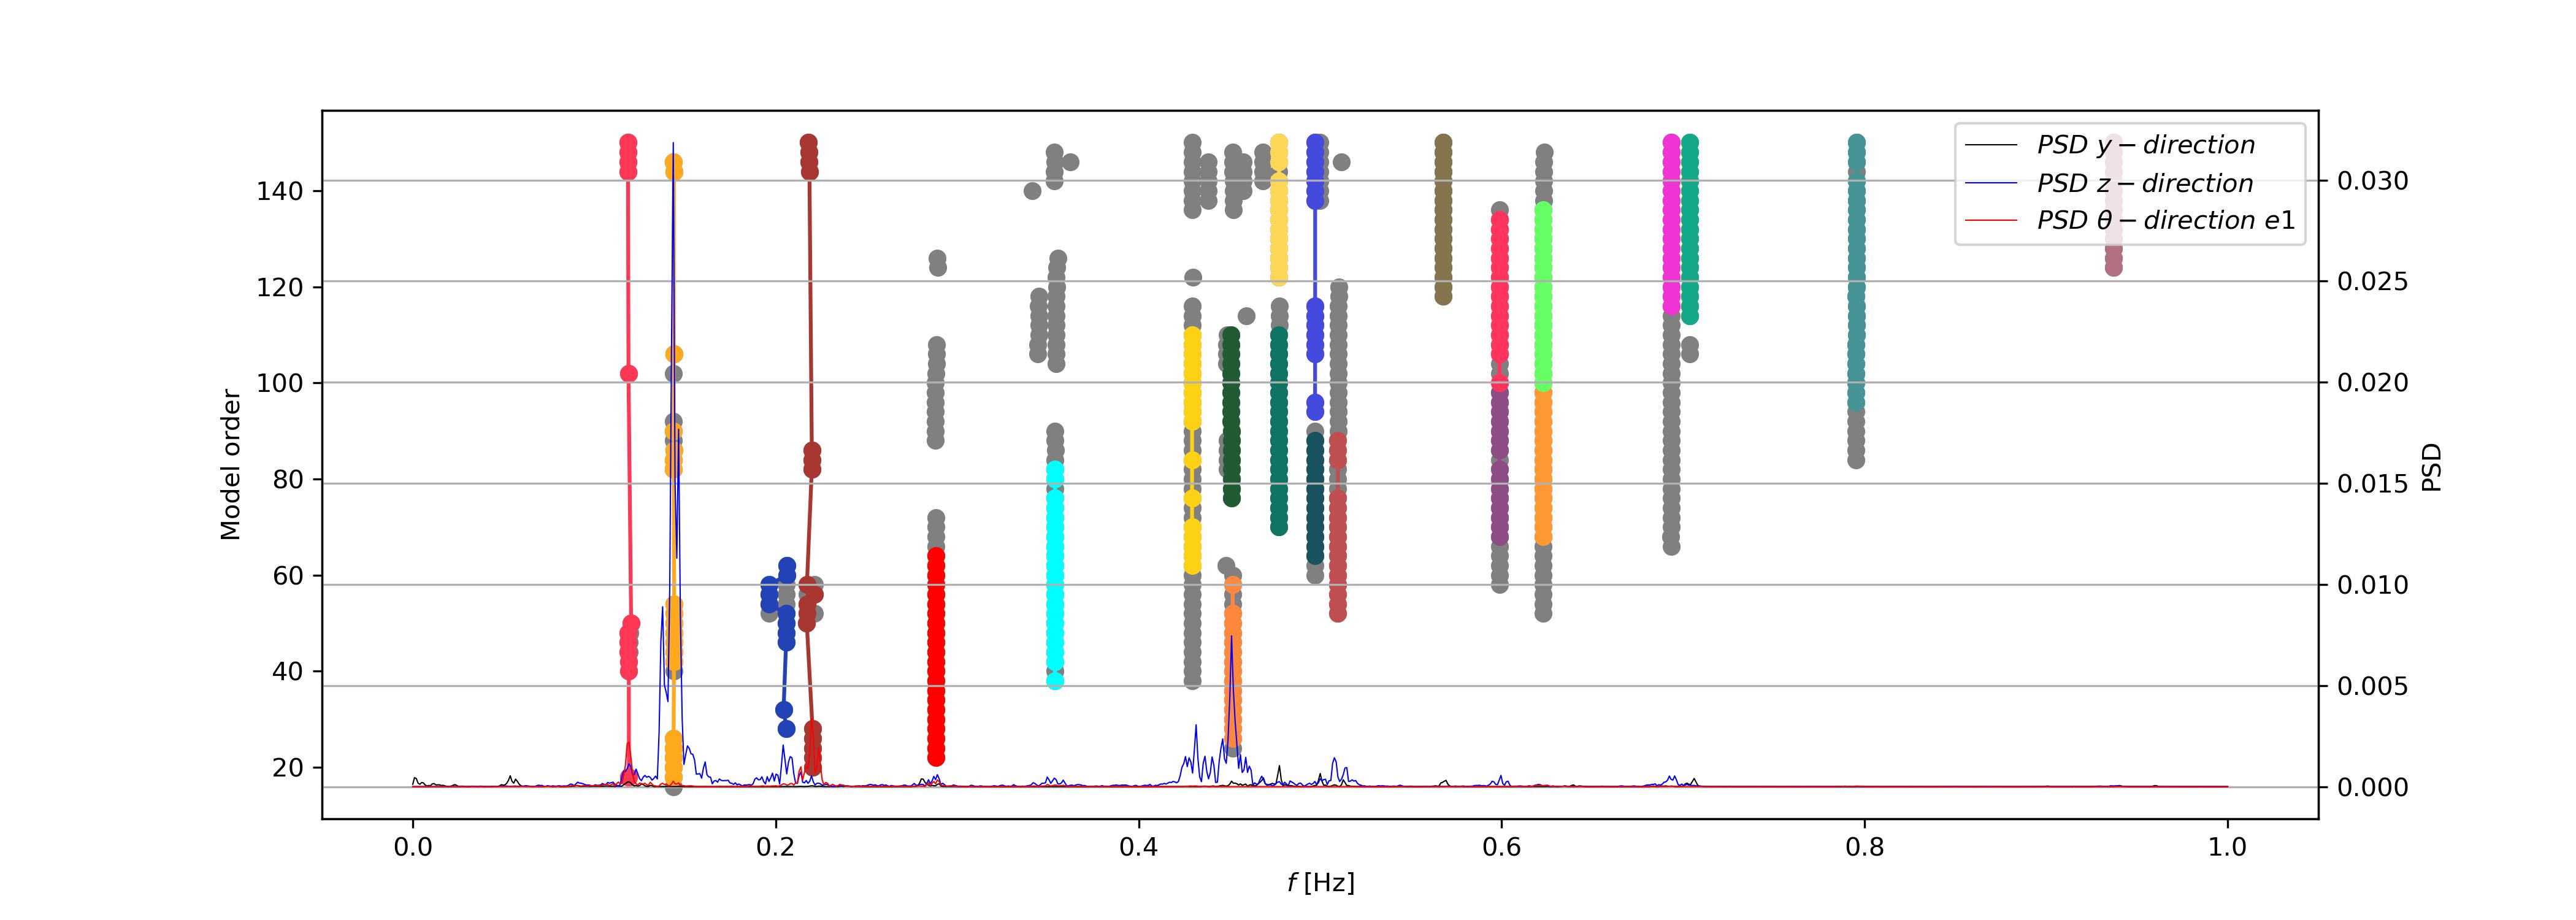 PSD y − direction
PSD z − direction
PSD θ − direction e1
140
120
100
80
60
40
20
Model order
0.030
0.025
0.020
0.015
0.010
0.005
0.000
PSD
0.0 0.2 0.4 0.6 0.8 1.0
f [Hz]